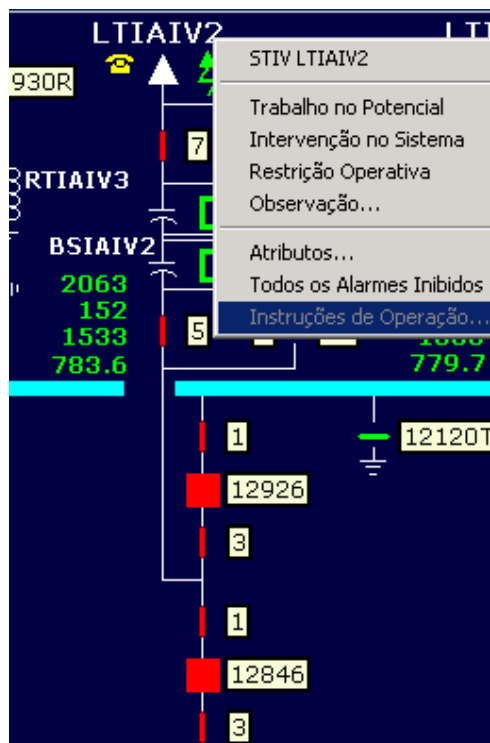 LTIAIV2
LTI
930R
STIV LTIAIV2
Trabalho no Potencial
Intervenção no Sistema
Restrição Operativa
Observação...
Atributos...
Todos os Alarmes Inibidos
Instruções de Operação...
7
RTIAIV3
BSIAIV2
2063
152
1533
783.6
5
779.7
1
12120T
12926
3
1
12846
3